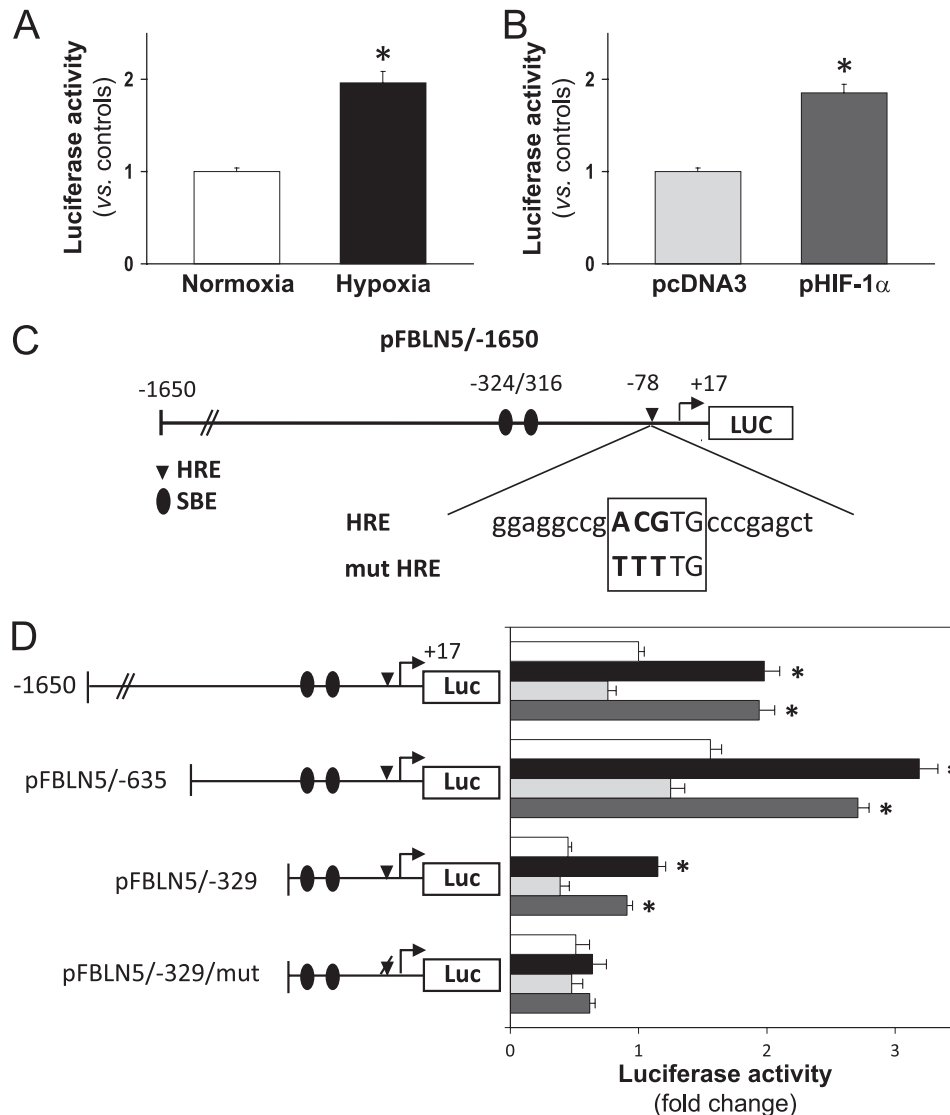 A
Luciferase activity
(vs. controls)
2
1
0
*
Normoxia
Hypoxia
B
Luciferase activity
(vs. controls)
2
1
0
*
pcDNA3
pHIF-1α
C
pFBLN5/-1650
-1650
-324/316
-78
+17
LUC
HRE
SBE
HRE
ggaggccgACGTGcccgagct
mut HRE
TTTTG
D
-1650
+17
Luc
*
*
pFBLN5/-635
Luc
*
*
pFBLN5/-329
Luc
*
*
pFBLN5/-329/mut
Luc
0
1
2
3
Luciferase activity
(fold change)